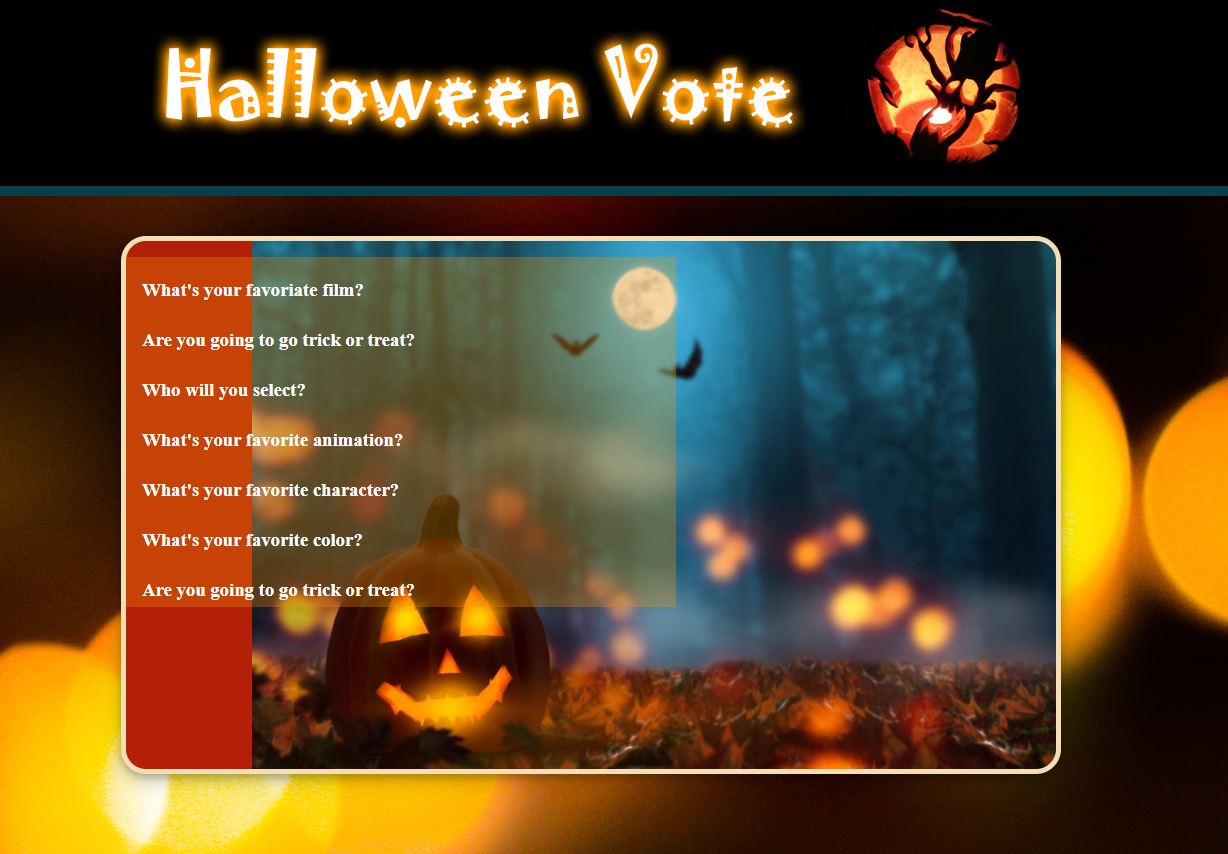 Halloween Vote
What's your favoriate film?
Are you going to go trick or treat?
Who will you select?
What's your favorite animation?
What's your favorite character?
What's your favorite color?
Are you going to go trick or treat?